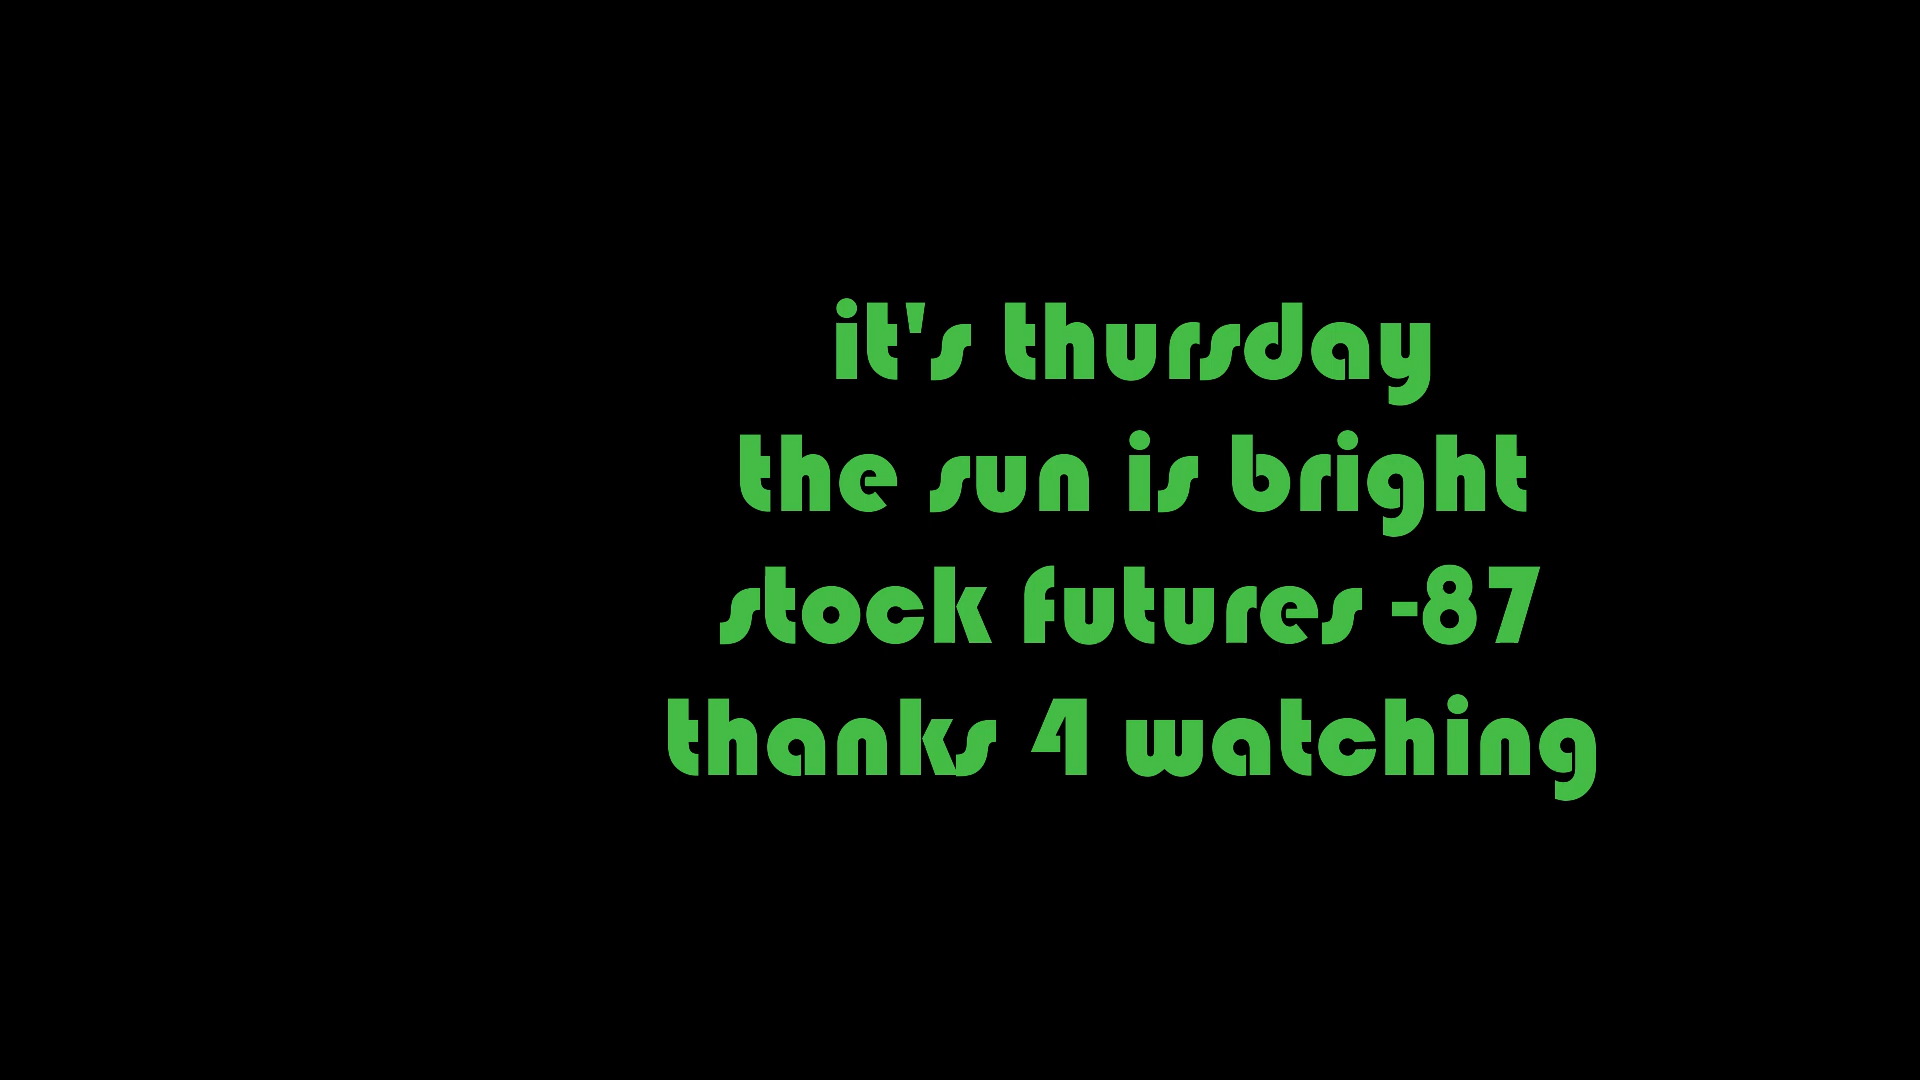 it's thursday
the sun is bright
stock futures -87
thanks 4 watching